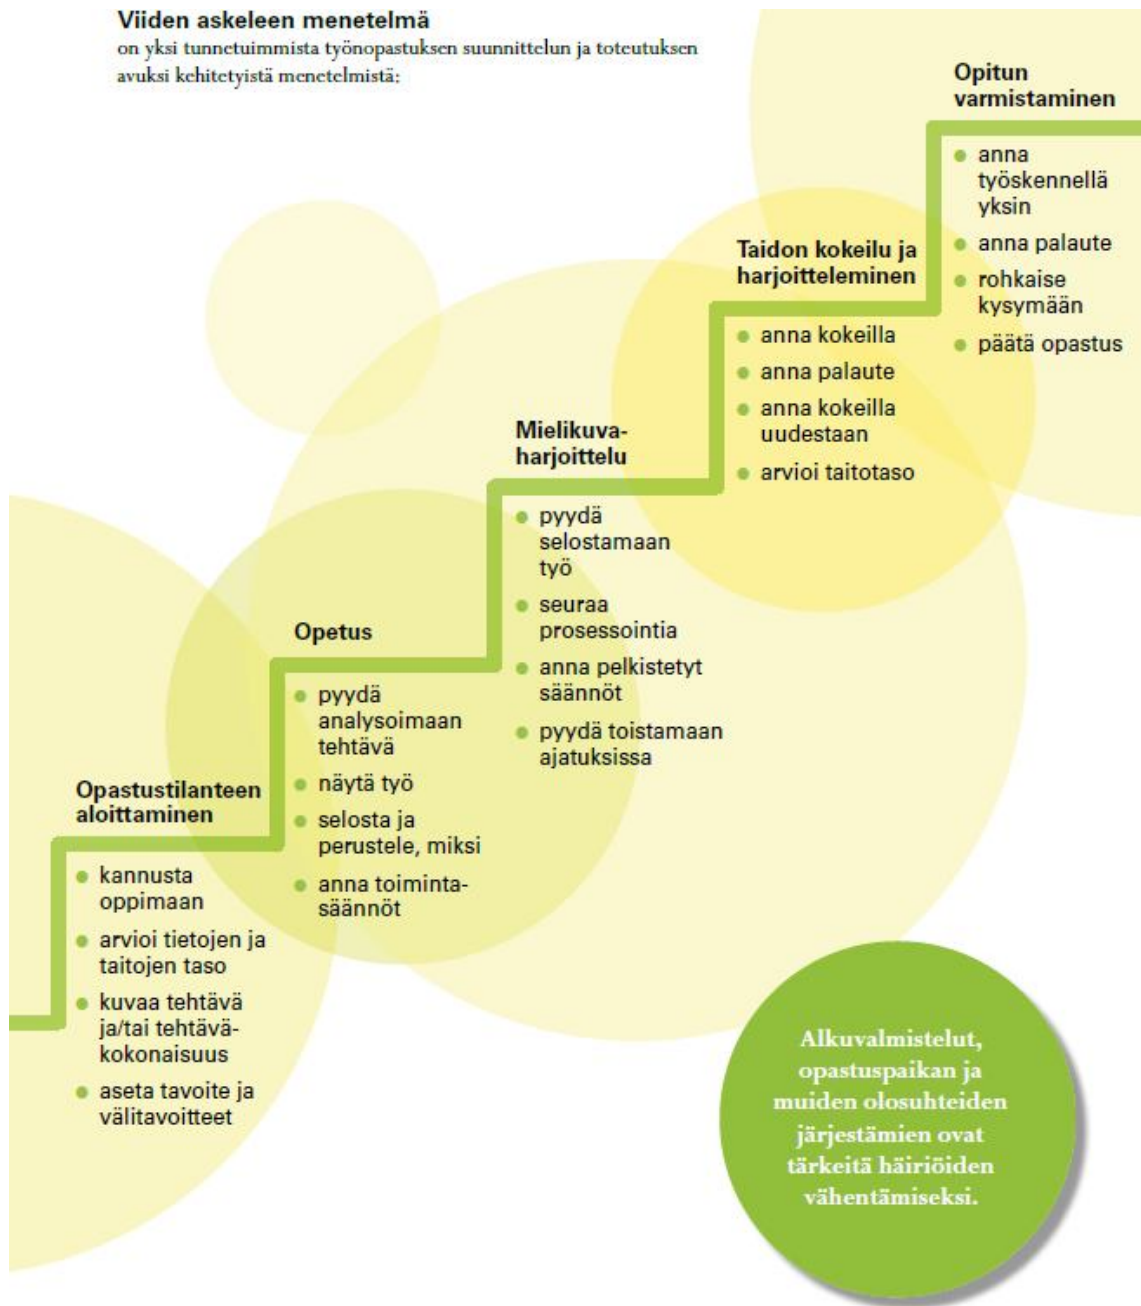 Viiden askeleen menetelmä
on yksi tunnetuimmista työnopastuksen suunnittelun ja toteutuksen
avuksi kehitetyistä menetelmistä:
Opastustilanteen
aloittaminen
kannusta
oppimaan
arvioi tietojen ja
taitojen taso
kuvaa tehtävä
ja/tai tehtävä-
kokonaisuus
aseta tavoite ja
välitavoitteet
Opetus
pyydä
analysoimaan
tehtävä
näytä työ
selosta ja
perustele, miksi
anna toiminta-
säännöt
Mielikuva-
harjoittelu
pyydä
selostamaan
työ
seuraa
prosessointia
anna pelkistetyt
säännöt
pyydä toistamaan
ajatuksissa
Taidon kokeilu ja
harjoitteleminen
anna kokeilla
anna palaute
anna kokeilla
uudestaan
arvioi taitotaso
Opitun
varmistaminen
anna
työskennellä
yksin
anna palaute
rohkaise
kysymään
päätä opastus
Alkuvalmistelut,
opastuspaikan ja
muiden olosuhteiden
järjestämien ovat
tärkeitä häiriöiden
vähentämiseksi.